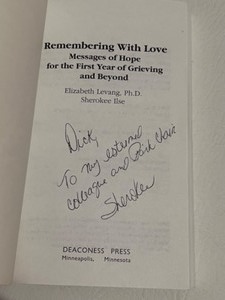 Remembering With Love
Messages of Hope
for the First Year of Grieving
and Beyond
Elizabeth Levang, Ph.D.
Sherokee Ilse
Dick,
To my esteemed
colleague and
Sherokee
DEACONESS PRESS
Minneapolis, Minnesota